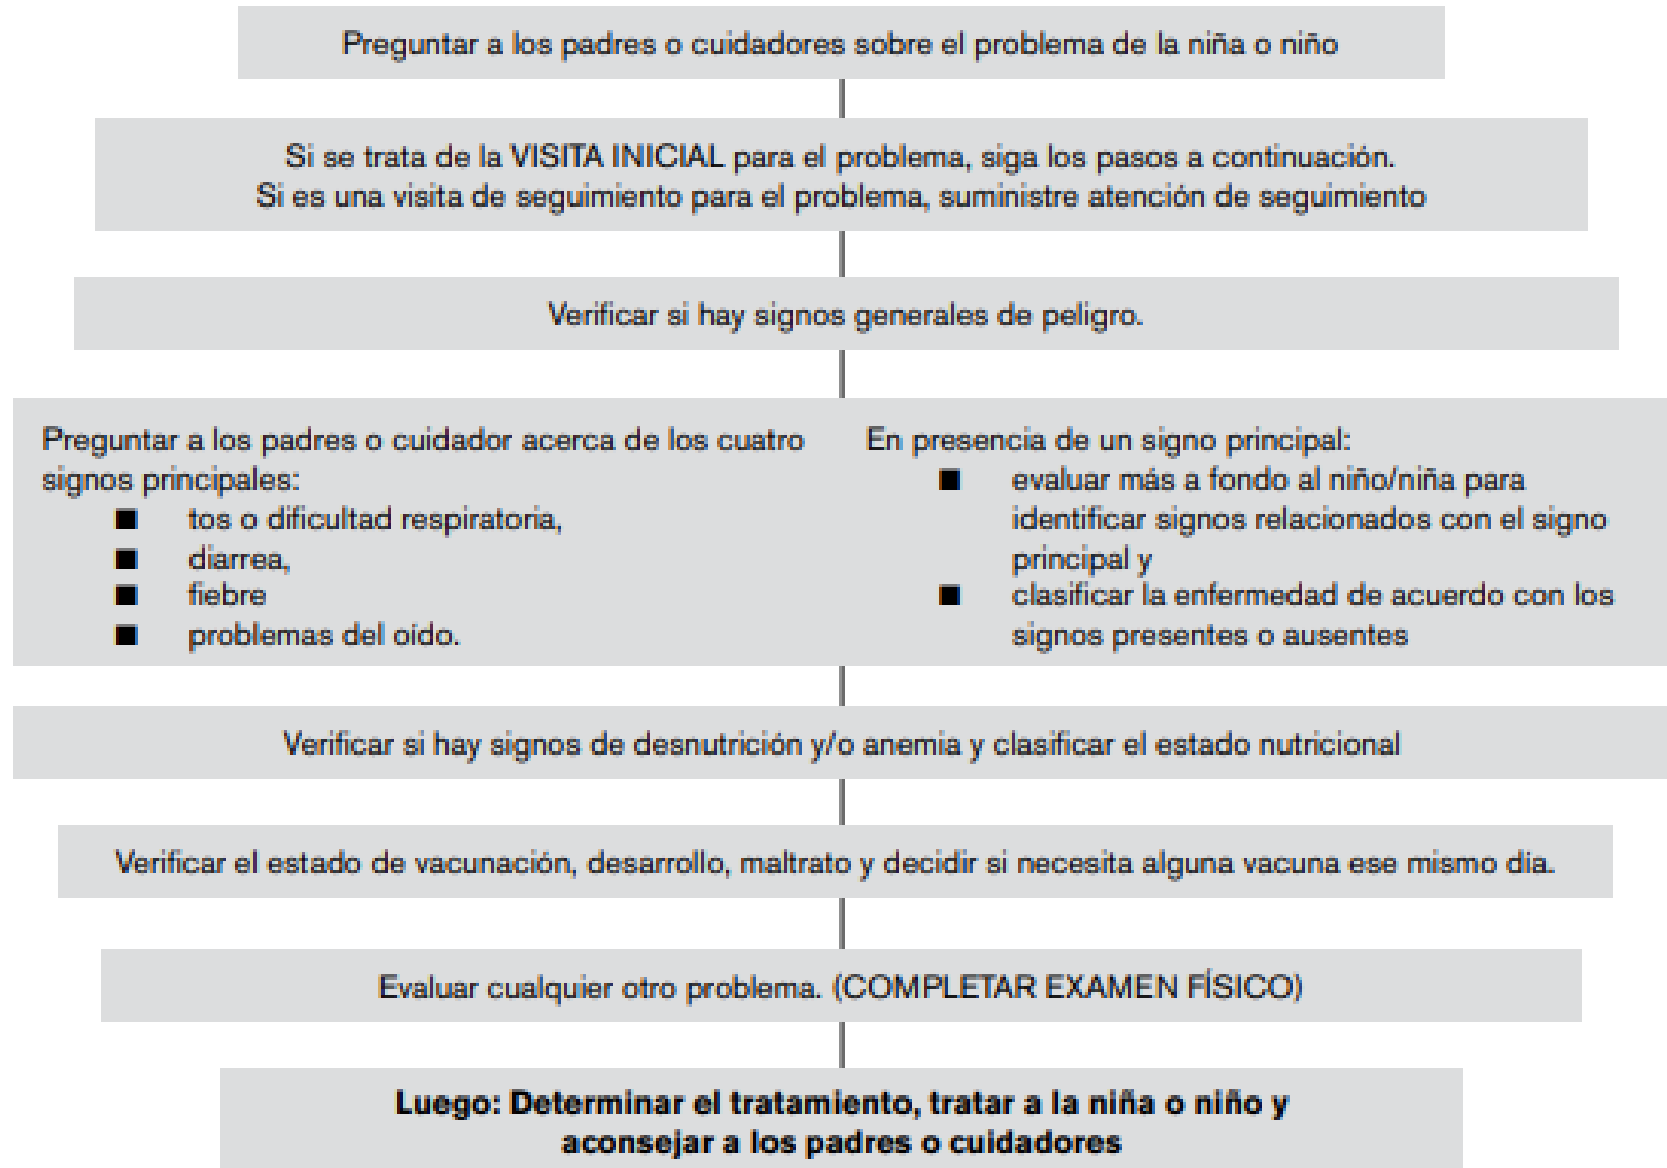 Preguntar a los padres o cuidadores sobre el problema de la niña o niño
Si se trata de la VISITA INICIAL para el problema, siga los pasos a continuación.
Si es una visita de seguimiento para el problema, suministre atención de seguimiento
Verificar si hay signos generales de peligro.
Preguntar a los padres o cuidador acerca de los cuatro
signos principales:
■ tos o dificultad respiratoria,
■ diarrea,
■ fiebre
■ problemas del oido.
En presencia de un signo principal:
■ evaluar más a fondo al niño/niña para
identificar signos relacionados con el signo
principal y
■ clasificar la enfermedad de acuerdo con los
signos presentes o ausentes
Verificar si hay signos de desnutrición y/o anemia y clasificar el estado nutricional
Verificar el estado de vacunación, desarrollo, maltrato y decidir si necesita alguna vacuna ese mismo dia.
Evaluar cualquier otro problema. (COMPLETAR EXAMEN FÍSICO)
Luego: Determinar el tratamiento, tratar a la niña o niño y
aconsejar a los padres o cuidadores